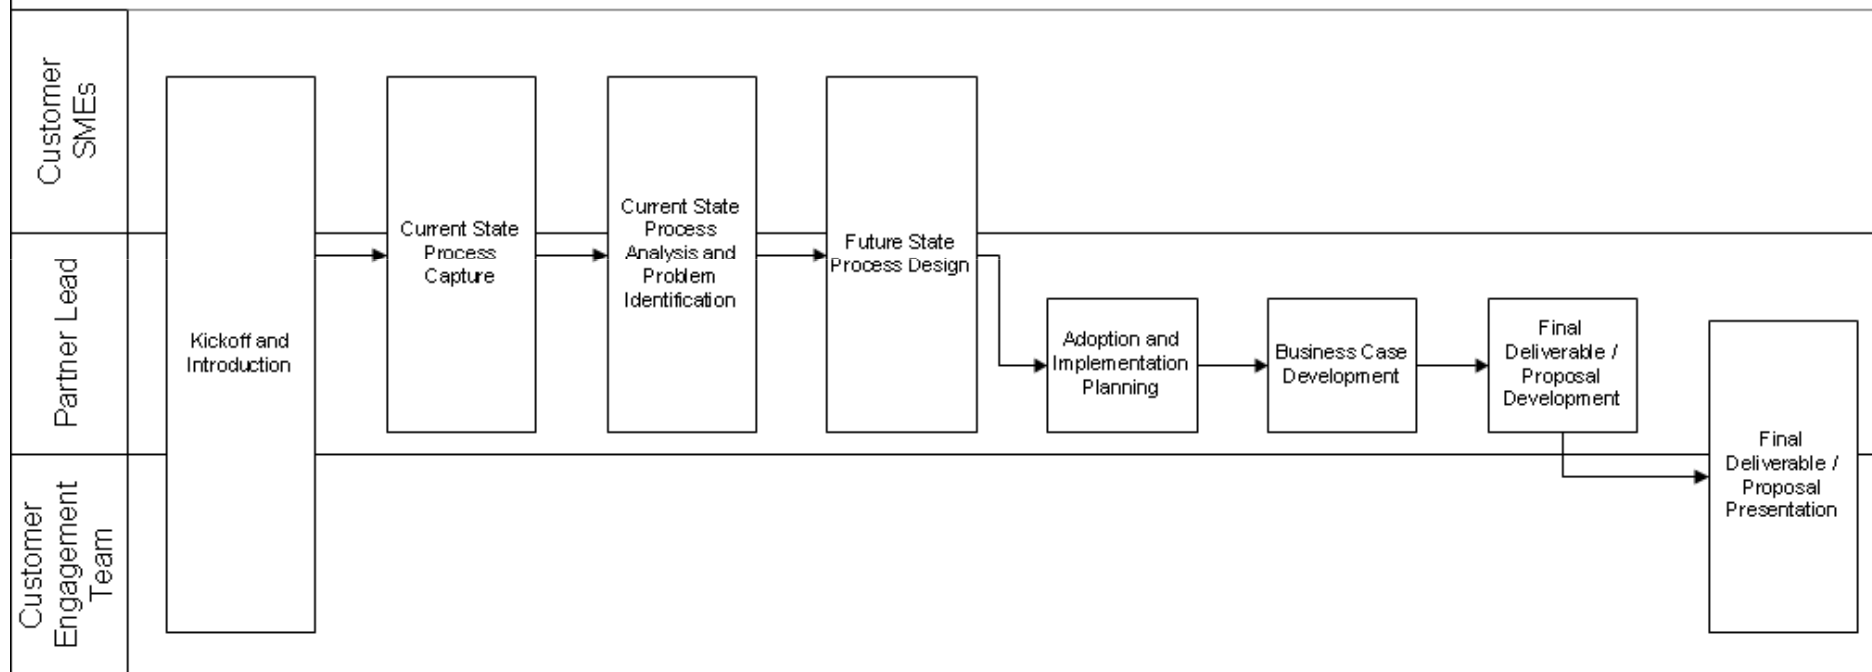 Customer
SMEs
Partner Lead
Customer
Engagement
Team
Kickoff and
Introduction
Current State
Process
Capture
Current State
Process
Analysis and
Problem
Identification
Future State
Process Design
Adoption and
Implementation
Planning
Business Case
Development
Final
Deliverable /
Proposal
Development
Final
Deliverable /
Proposal
Presentation